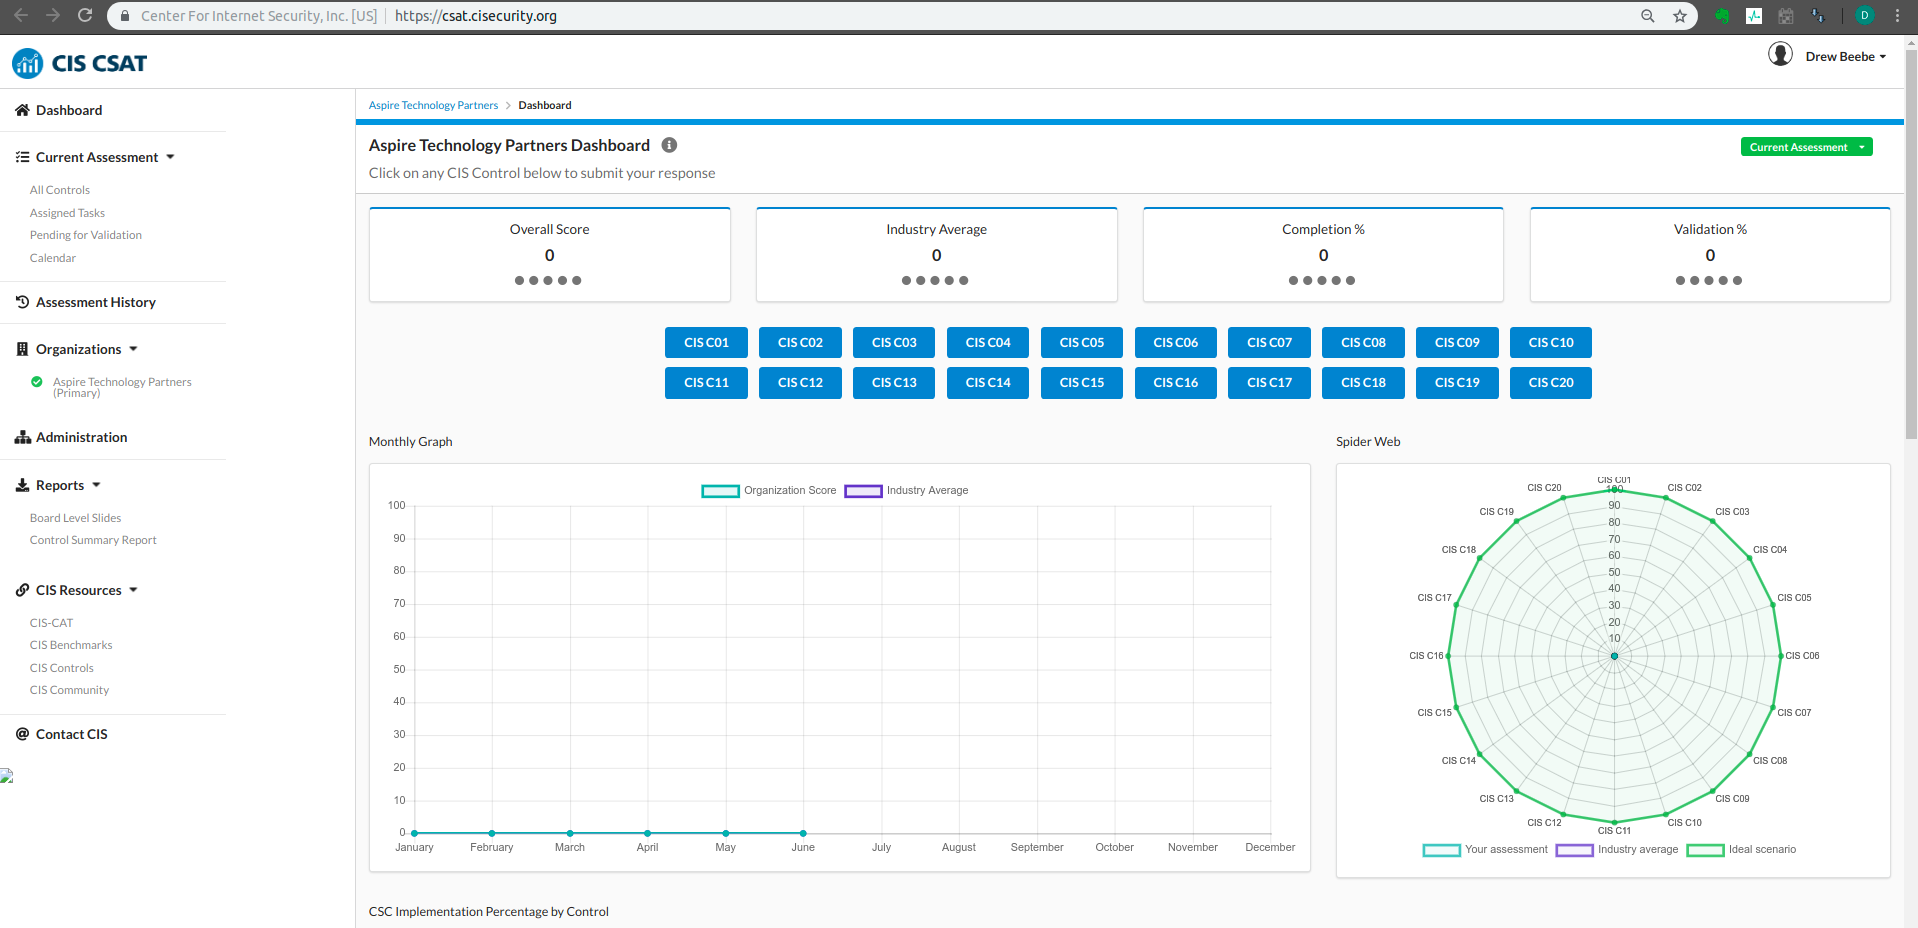 Center For Internet Security, Inc. [US] https://csat.cisecurity.org
D
CIS CSAT
Drew Beebe
Dashboard
Current Assessment
All Controls
Assigned Tasks
Pending for Validation
Calendar
Assessment History
Organizations
Aspire Technology Partners
(Primary)
Administration
Reports
Board Level Slides
Control Summary Report
CIS Resources
CIS-CAT
CIS Benchmarks
CIS Controls
CIS Community
Contact CIS
Aspire Technology Partners > Dashboard
Aspire Technology Partners Dashboard
Current Assessment
Click on any CIS Control below to submit your response
Overall Score
0
Industry Average
0
Completion %
0
Validation %
0
CIS C01 CIS C02 CIS C03 CIS C04 CIS C05 CIS C06 CIS C07 CIS C08 CIS C09 CIS C10
CIS C11 CIS C12 CIS C13 CIS C14 CIS C15 CIS C16 CIS C17 CIS C18 CIS C19 CIS C20
Monthly Graph
Organization Score Industry Average
100
90
80
70
60
50
40
30
20
10
0
January February March April May June July August September October November December
Spider Web
CIS C01
CIS C02
CIS C03
CIS C04
CIS C05
CIS C06
CIS C07
CIS C08
CIS C09
CIS C10
CIS C11
CIS C12
CIS C13
CIS C14
CIS C15
CIS C16
CIS C17
CIS C18
CIS C19
CIS C20
100
90
80
70
60
50
40
30
20
10
Your assessment Industry average Ideal scenario
CSC Implementation Percentage by Control